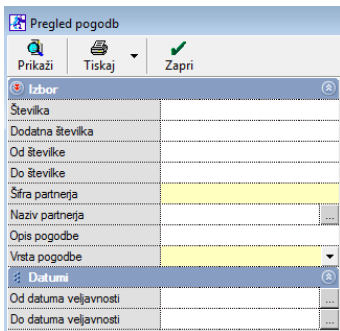 Pregled pogodb
Prikaži Tiskaj Zapri
Izbor
Številka
Dodatna številka
Od številke
Do številke
Šifra partnerja
Naziv partnerja ...
Opis pogodbe
Vrsta pogodbe
Datumi
Od datuma veljavnosti ...
Do datuma veljavnosti ...